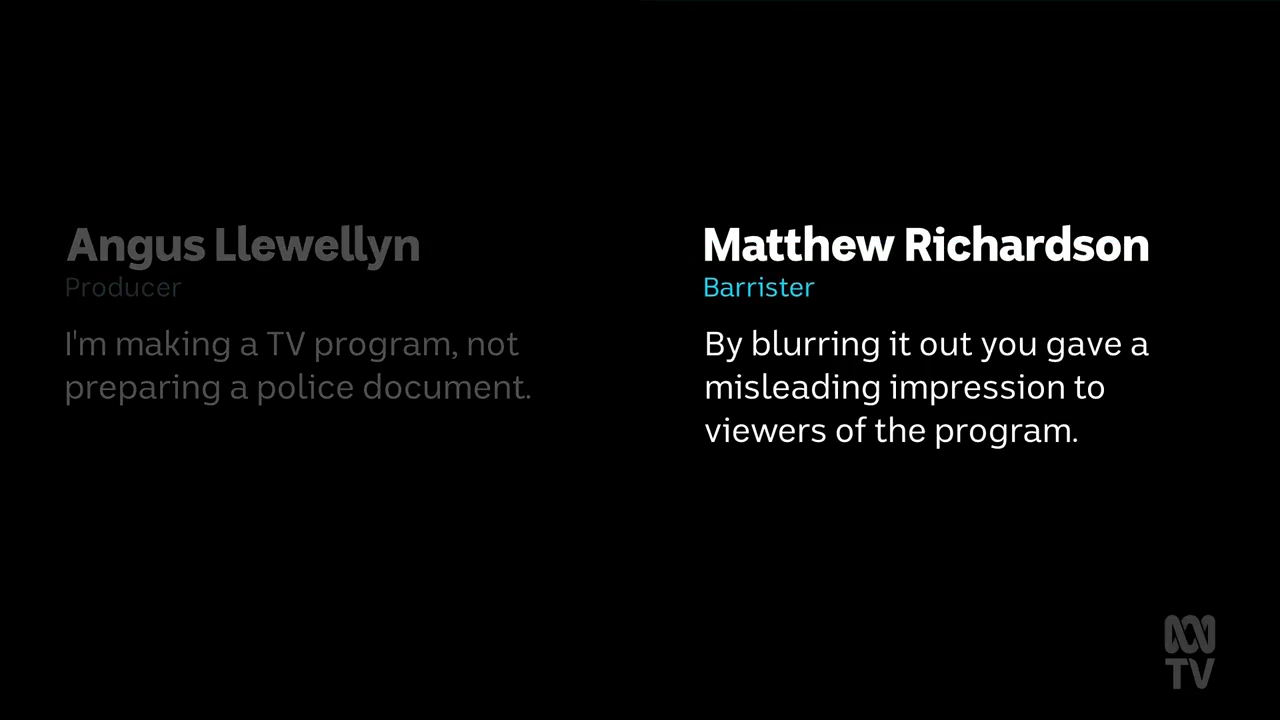 Angus Llewellyn
Producer
I'm making a TV program, not
preparing a police document.
Matthew Richardson
Barrister
By blurring it out you gave a
misleading impression to
viewers of the program.
TV